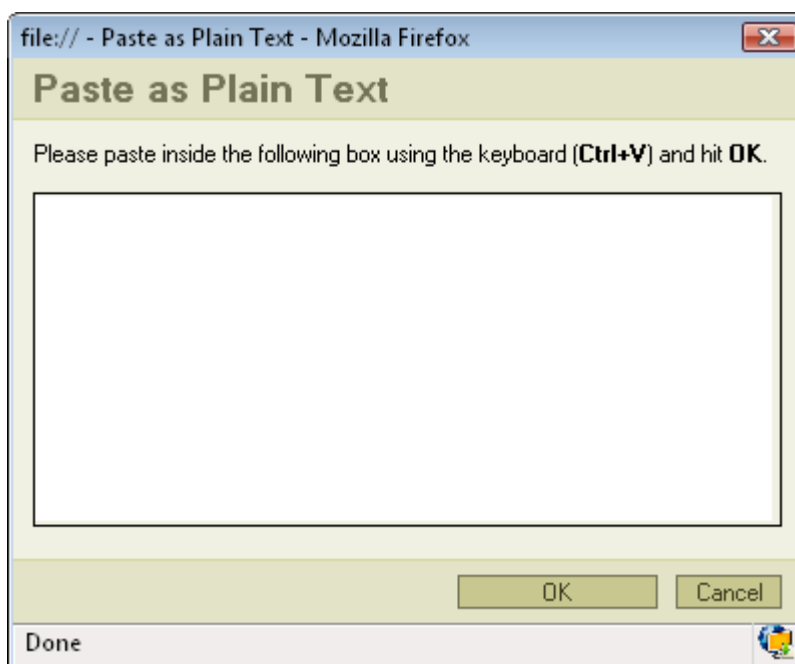 file:// - Paste as Plain Text - Mozilla Firefox
Paste as Plain Text
Please paste inside the following box using the keyboard (Ctrl+V) and hit OK.
OK
Cancel
Done